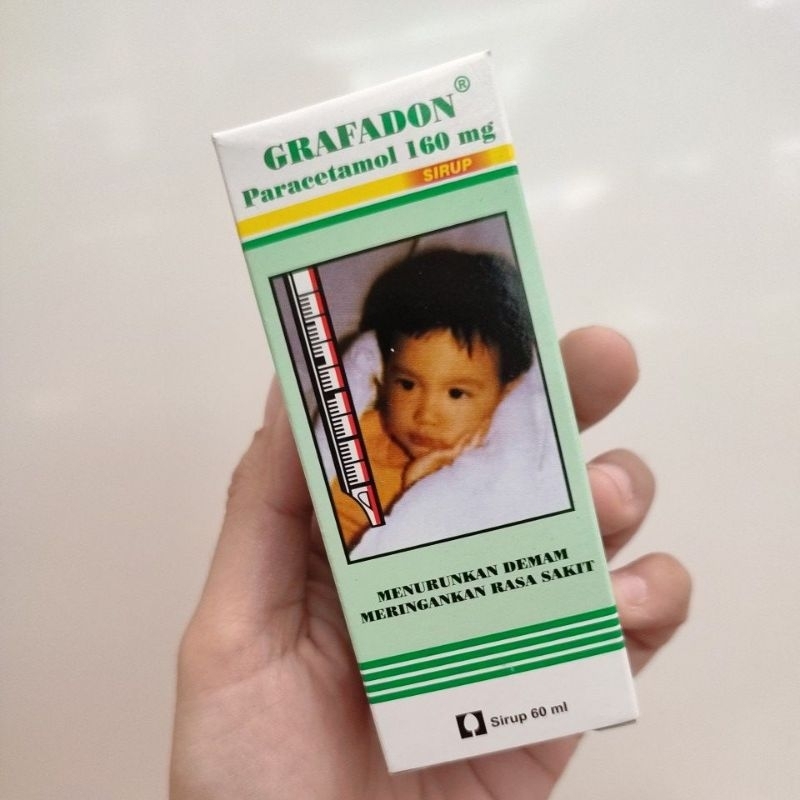 GRAFADON®
Paracetamol 160 mg
SIRUP
MENURUNKAN DEMAM
MERINGANKAN RASA SAKIT
Sirup 60 ml